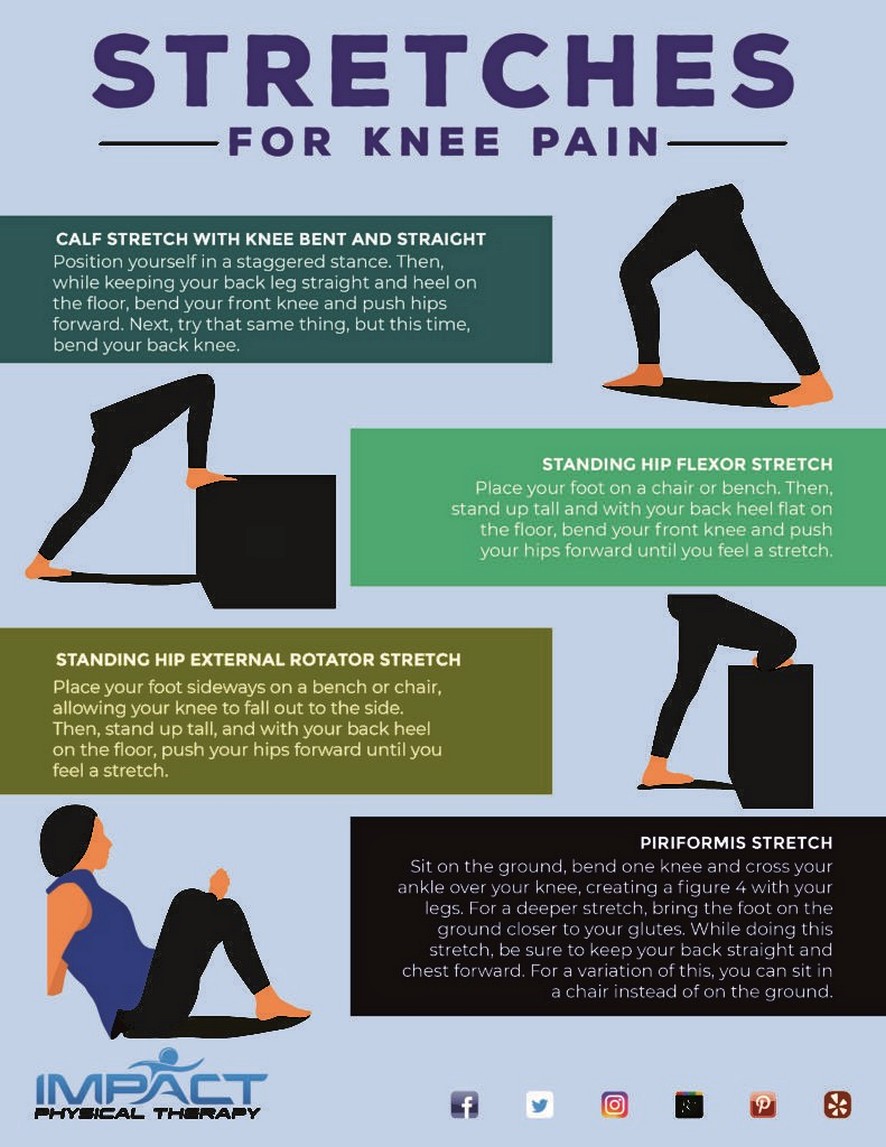 STRETCHES
FOR KNEE PAIN
CALF STRETCH WITH KNEE BENT AND STRAIGHT
Position yourself in a staggered stance. Then,
while keeping your back leg straight and heel on
the floor, bend your front knee and push hips
forward. Next, try that same thing, but this time,
bend your back knee.
STANDING HIP FLEXOR STRETCH
Place your foot on a chair or bench. Then,
stand up tall and with your back heel flat on
the floor, bend your front knee and push
your hips forward until you feel a stretch.
STANDING HIP EXTERNAL ROTATOR STRETCH
Place your foot sideways on a bench or chair,
allowing your knee to fall out to the side.
Then, stand up tall, and with your back heel
on the floor, push your hips forward until you
feel a stretch.
PIRIFORMIS STRETCH
Sit on the ground, bend one knee and cross your
ankle over your knee, creating a figure 4 with your
legs. For a deeper stretch, bring the foot on the
ground closer to your glutes. While doing this
stretch, be sure to keep your back straight and
chest forward. For a variation of this, you can sit in
a chair instead of on the ground.
IMPACT
PHYSICAL THERAPY